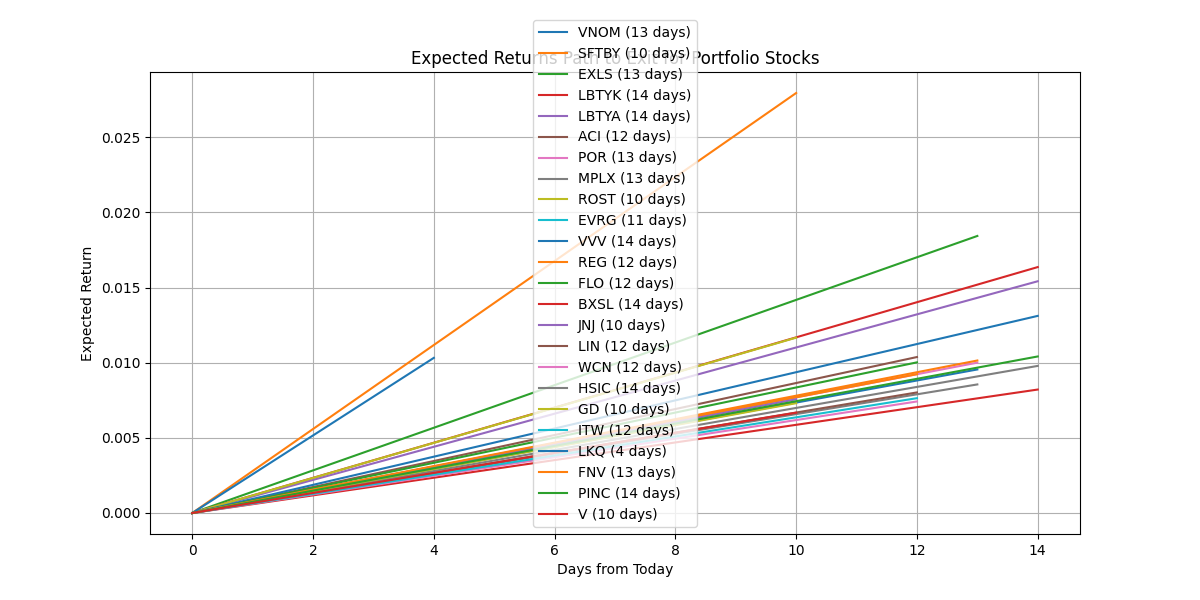 Expected Returns Path to Exit for Portfolio Stocks
VNOM (13 days)
SFTBY (10 days)
EXLS (13 days)
LBTYK (14 days)
LBTYA (14 days)
ACI (12 days)
POR (13 days)
MPLX (13 days)
ROST (10 days)
EVRG (11 days)
VVV (14 days)
REG (12 days)
FLO (12 days)
BXSL (14 days)
JNJ (10 days)
LIN (12 days)
WCN (12 days)
HSIC (14 days)
GD (10 days)
ITW (12 days)
LKQ (4 days)
FNV (13 days)
PINC (14 days)
V (10 days)
Expected Return
0.025
0.020
0.015
0.010
0.005
0.000
0 2 4 6 8 10 12 14
Days from Today